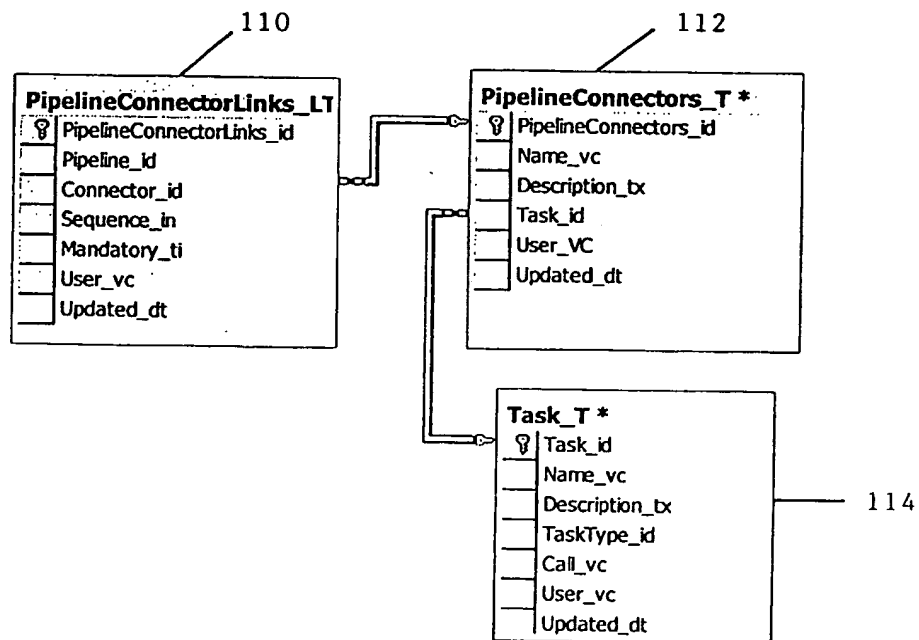 110
112
PipelineConnectorLinks_LT
PipelineConnectorLinks_id
Pipeline_id
Connector_id
Sequence_in
Mandatory_ti
User_vc
Updated_dt
PipelineConnectors_T *
PipelineConnectors_id
Name_vc
Description_tx
Task_id
User_VC
Updated_dt
Task_T *
Task_id
Name_vc
Description_tx
TaskType_id
Call_vc
User_vc
Updated_dt
114